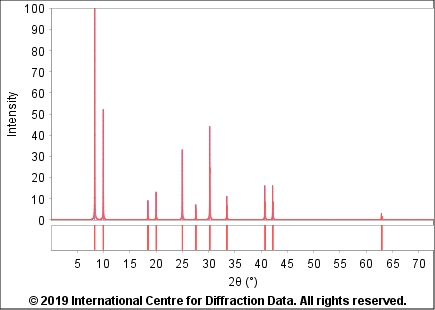 100
90
80
70
60
50
40
30
20
10
0
Intensity
5 10 15 20 25 30 35 40 45 50 55 60 65 70
2θ (°)
© 2019 International Centre for Diffraction Data. All rights reserved.